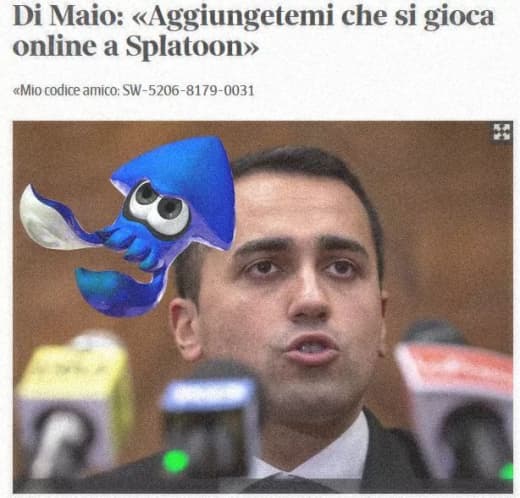 Di Maio: «Aggiungetemi che si gioca
online a Splatoon»
«Mio codice amico: SW-5206-8179-0031